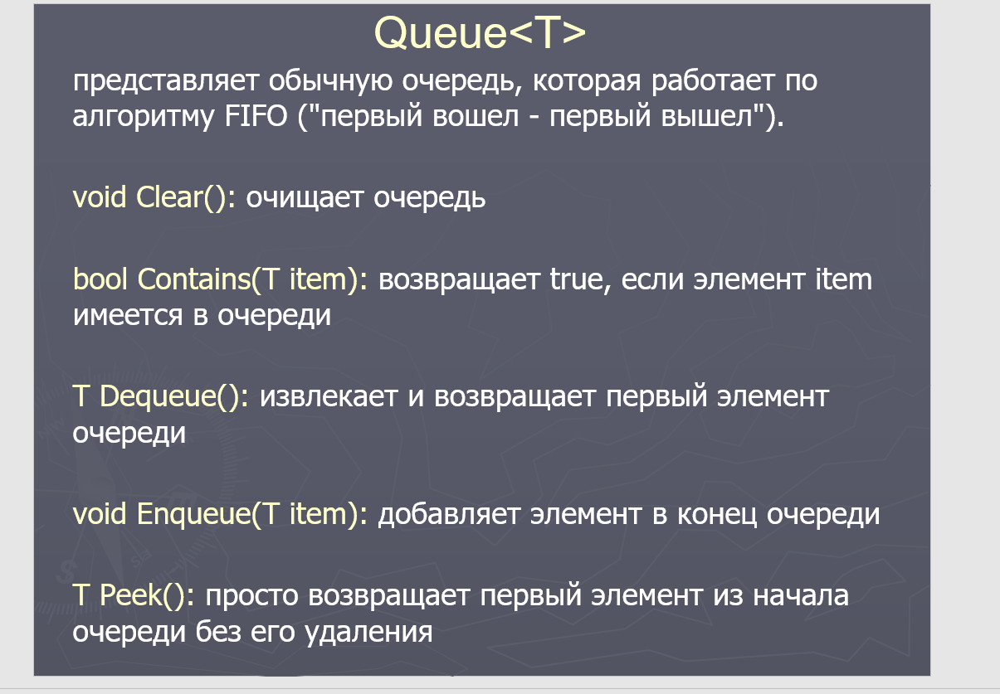 Queue<T>
представляет обычную очередь, которая работает по
алгоритму FIFO ("первый вошел - первый вышел").
void Clear(): очищает очередь
bool Contains(T item): возвращает true, если элемент item
имеется в очереди
T Dequeue(): извлекает и возвращает первый элемент
очереди
void Enqueue(T item): добавляет элемент в конец очереди
T Peek(): просто возвращает первый элемент из начала
очереди без его удаления